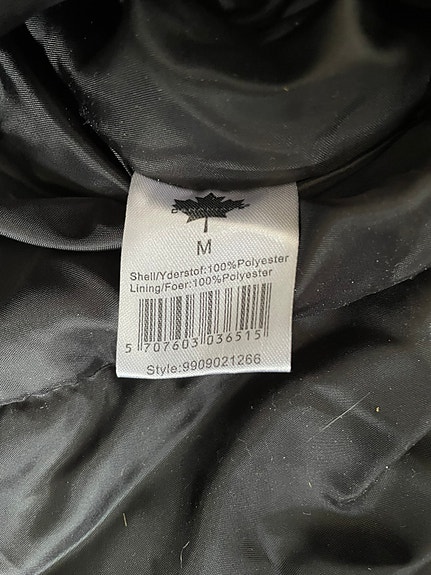 M
Shell/Yderstof:100%Polyester
Lining/Foer:100%Polyester
5 707603 036515
Style:9909021266